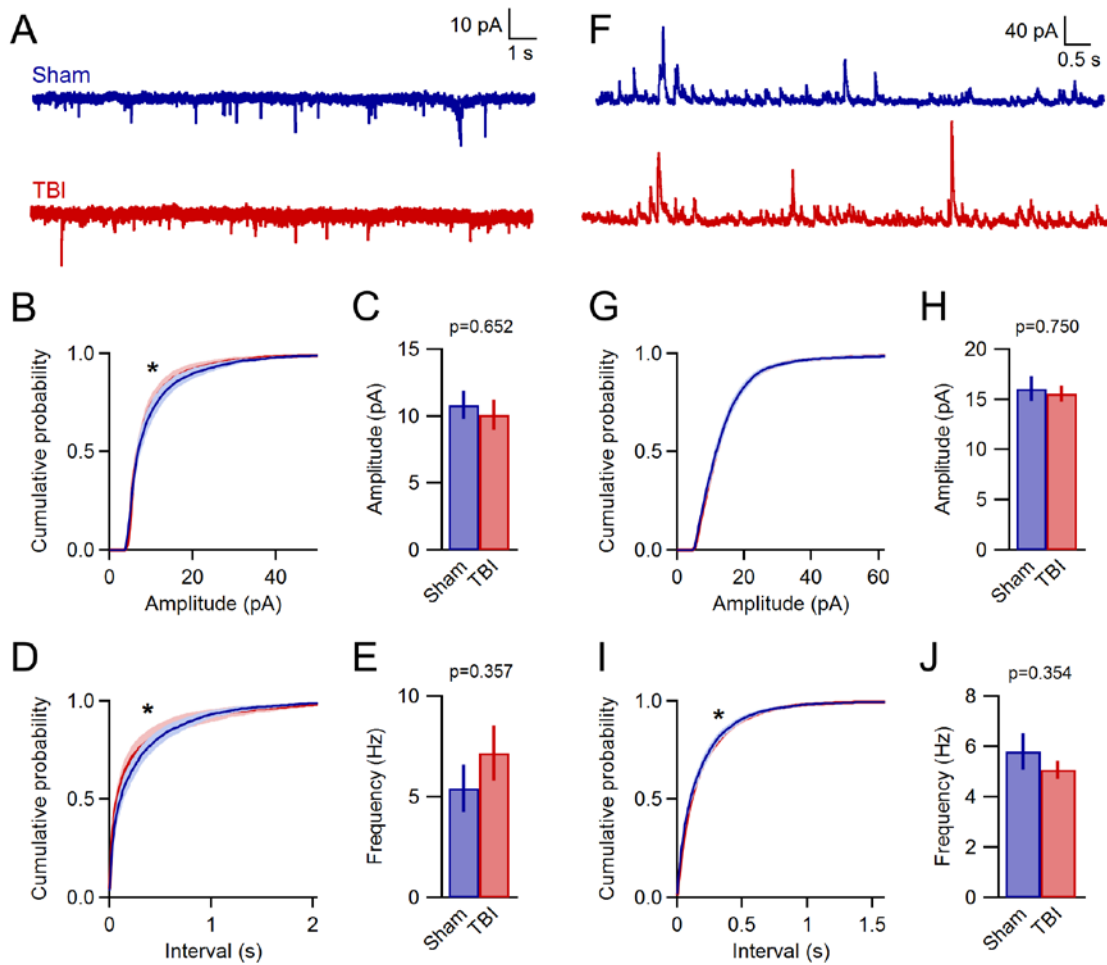 A
10 pA
1 s
Sham
TBI
F
40 pA
0.5 s
B
Cumulative probability
1.0
0.5
0.0
*
0 20 40
Amplitude (pA)
C
p=0.652
Amplitude (pA)
15
10
5
0
Sham
TBI
G
Cumulative probability
1.0
0.5
0.0
0 20 40 60
Amplitude (pA)
H
p=0.750
Amplitude (pA)
20
15
10
5
0
Sham
TBI
D
Cumulative probability
1.0
0.5
0.0
*
0 1 2
Interval (s)
E
p=0.357
Frequency (Hz)
10
5
0
Sham
TBI
I
Cumulative probability
1.0
0.5
0.0
*
0 0.5 1 1.5
Interval (s)
J
p=0.354
Frequency (Hz)
8
6
4
2
0
Sham
TBI